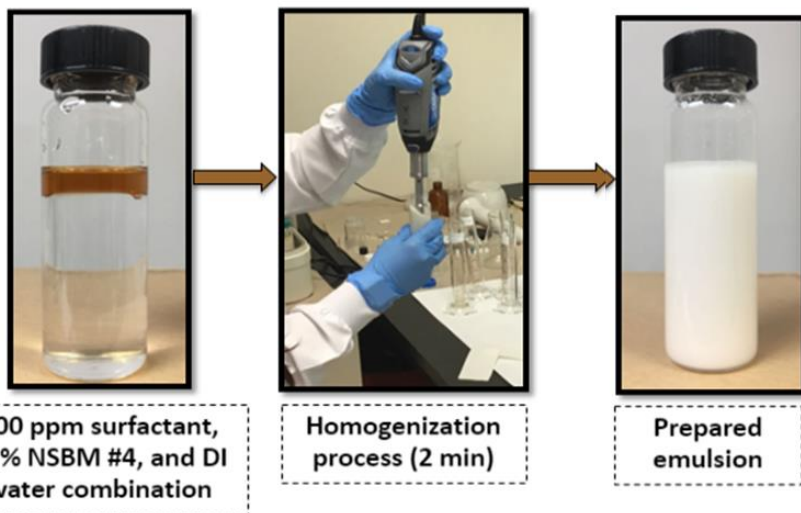 00 ppm surfactant,
% NSBM #4, and DI
water combination
Homogenization
process (2 min)
Prepared
emulsion